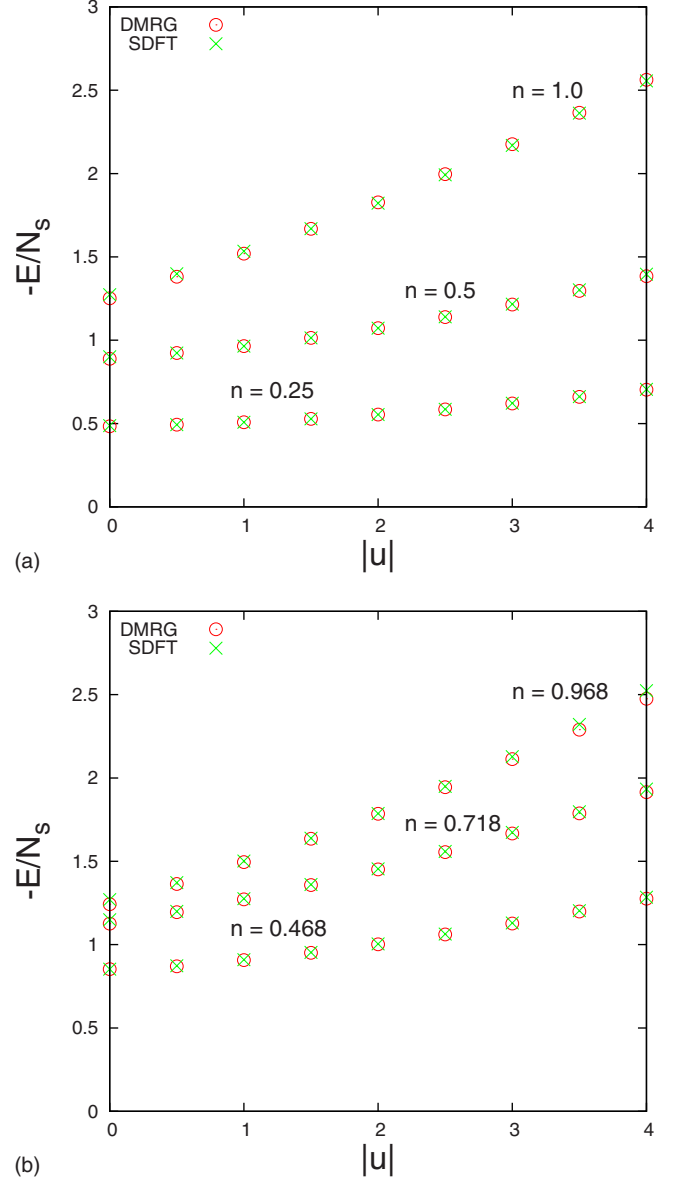 3
DMRG
SDFT
2.5
n = 1.0
2
-E/N_s
1.5
n = 0.5
1
n = 0.25
0.5
0
0 1 2 3 4
(a) |u|
3
DMRG
SDFT
2.5
n = 0.968
2
-E/N_s
n = 0.718
1.5
1
n = 0.468
0.5
0
0 1 2 3 4
(b) |u|